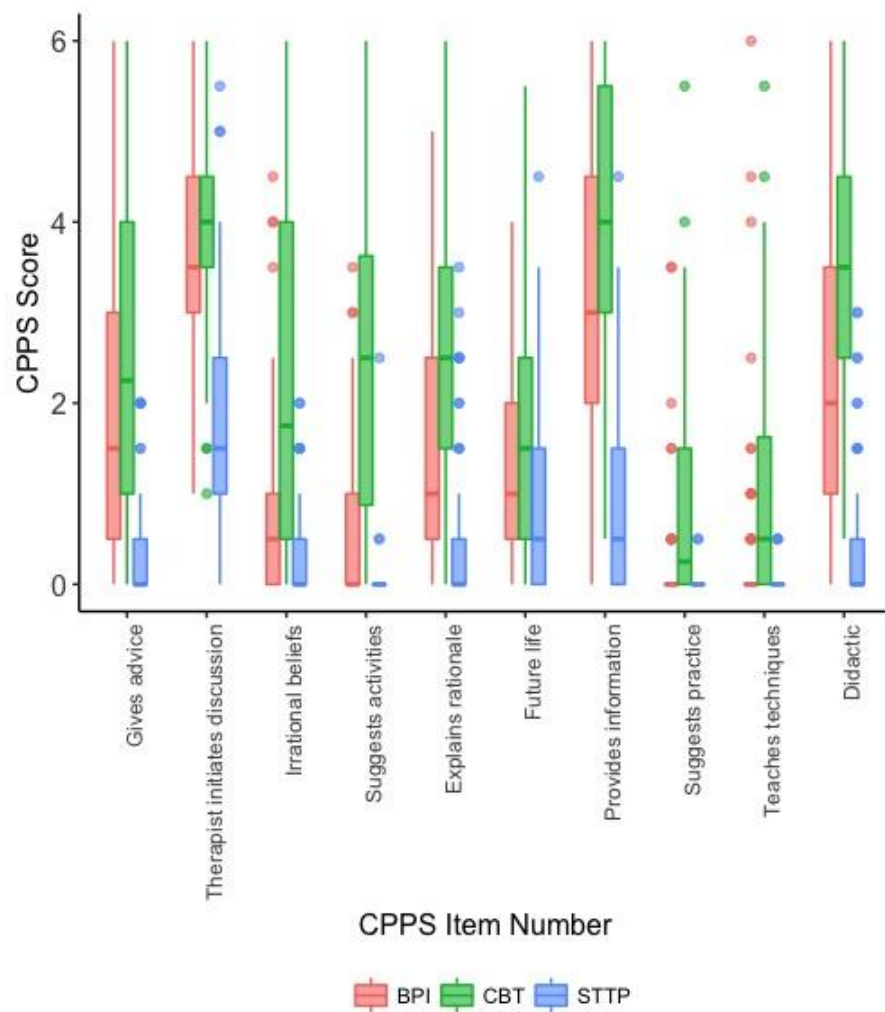 6
4
2
0
CPPS Score
Gives advice
Therapist initiates discussion
Irrational beliefs
Suggests activities
Explains rationale
Future life
Provides information
Suggests practice
Teaches techniques
Didactic
CPPS Item Number
BPI CBT STTP